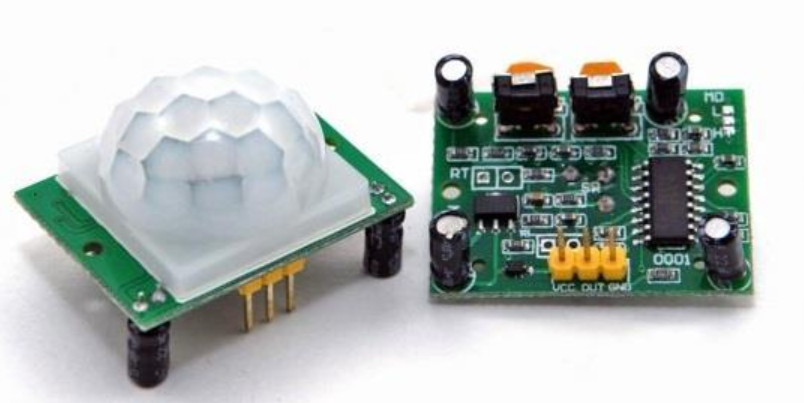 MD
L
H
RT
SR
0001
VCC OUT GND